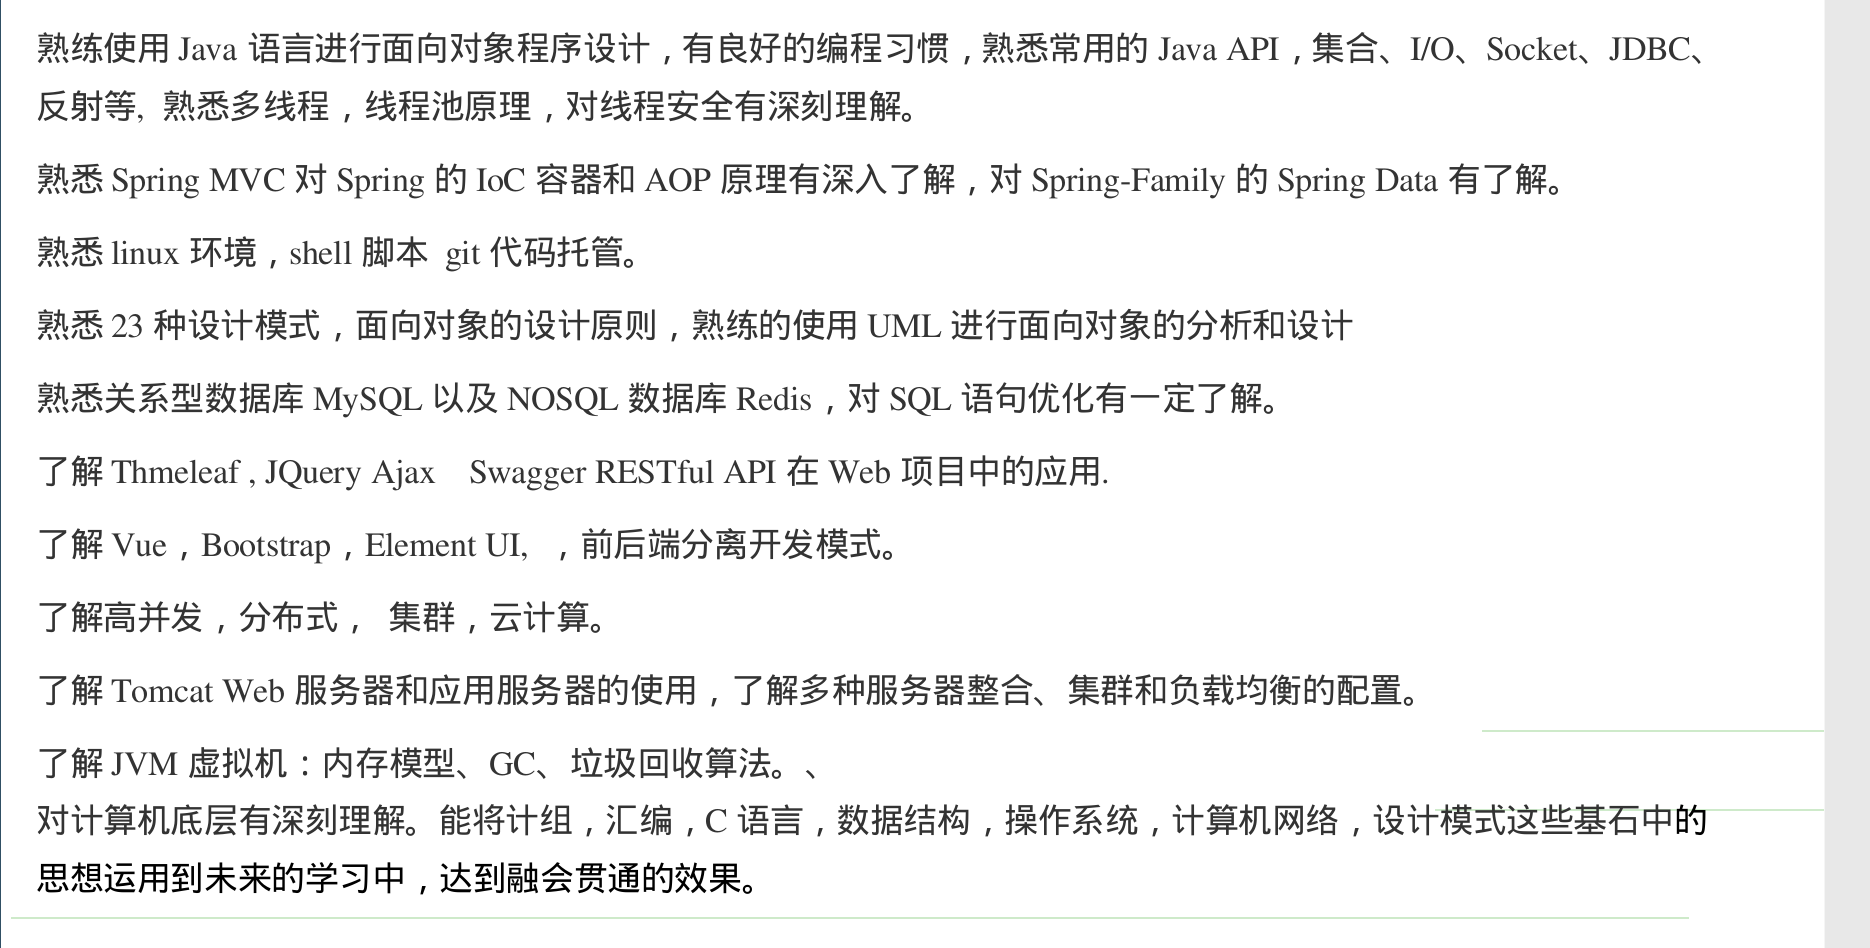 熟练使用 Java 语言进行面向对象程序设计，有良好的编程习惯，熟悉常用的 Java API，集合、I/O、Socket、JDBC、
反射等, 熟悉多线程，线程池原理，对线程安全有深刻理解。
熟悉 Spring MVC 对 Spring 的 IoC 容器和 AOP 原理有深入了解，对 Spring-Family 的 Spring Data 有了解。
熟悉 linux 环境，shell 脚本  git 代码托管。
熟悉 23 种设计模式，面向对象的设计原则，熟练的使用 UML 进行面向对象的分析和设计
熟悉关系型数据库 MySQL 以及 NOSQL 数据库 Redis，对 SQL 语句优化有一定了解。
了解 Thmeleaf , JQuery Ajax    Swagger RESTful API 在 Web 项目中的应用.
了解 Vue，Bootstrap，Element UI,  ，前后端分离开发模式。
了解高并发，分布式， 集群，云计算。
了解 Tomcat Web 服务器和应用服务器的使用，了解多种服务器整合、集群和负载均衡的配置。
了解 JVM 虚拟机：内存模型、GC、垃圾回收算法。、
对计算机底层有深刻理解。能将计组，汇编，C 语言，数据结构，操作系统，计算机网络，设计模式这些基石中的
思想运用到未来的学习中，达到融会贯通的效果。